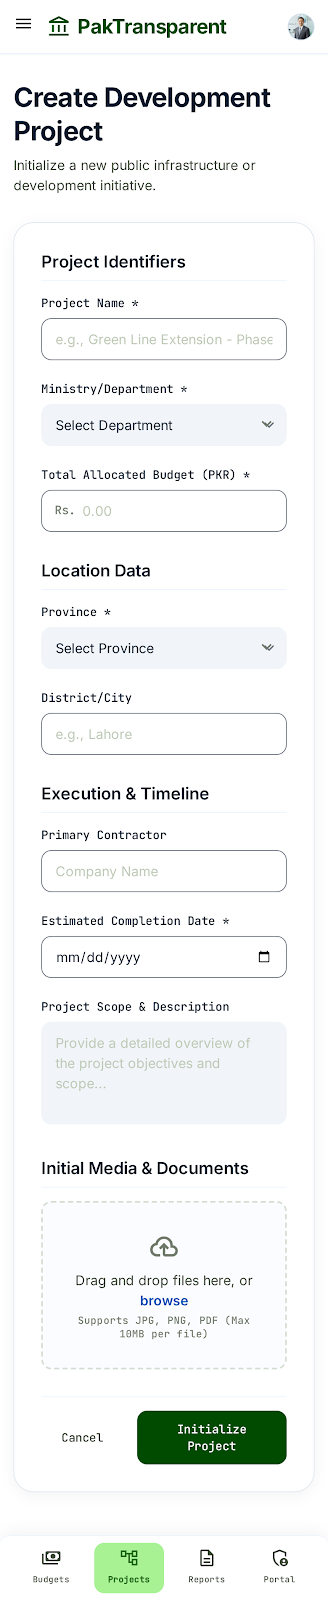 PakTransparent
Create Development
Project
Initialize a new public infrastructure or
development initiative.
Project Identifiers
Project Name *
e.g., Green Line Extension - Phase
Ministry/Department *
Select Department
Total Allocated Budget (PKR) *
Rs. 0.00
Location Data
Province *
Select Province
District/City
e.g., Lahore
Execution & Timeline
Primary Contractor
Company Name
Estimated Completion Date *
mm/dd/yyyy
Project Scope & Description
Provide a detailed overview of
the project objectives and
scope...
Initial Media & Documents
Drag and drop files here, or
browse
Supports JPG, PNG, PDF (Max
10MB per file)
Cancel
Initialize
Project
Budgets Projects Reports Portal